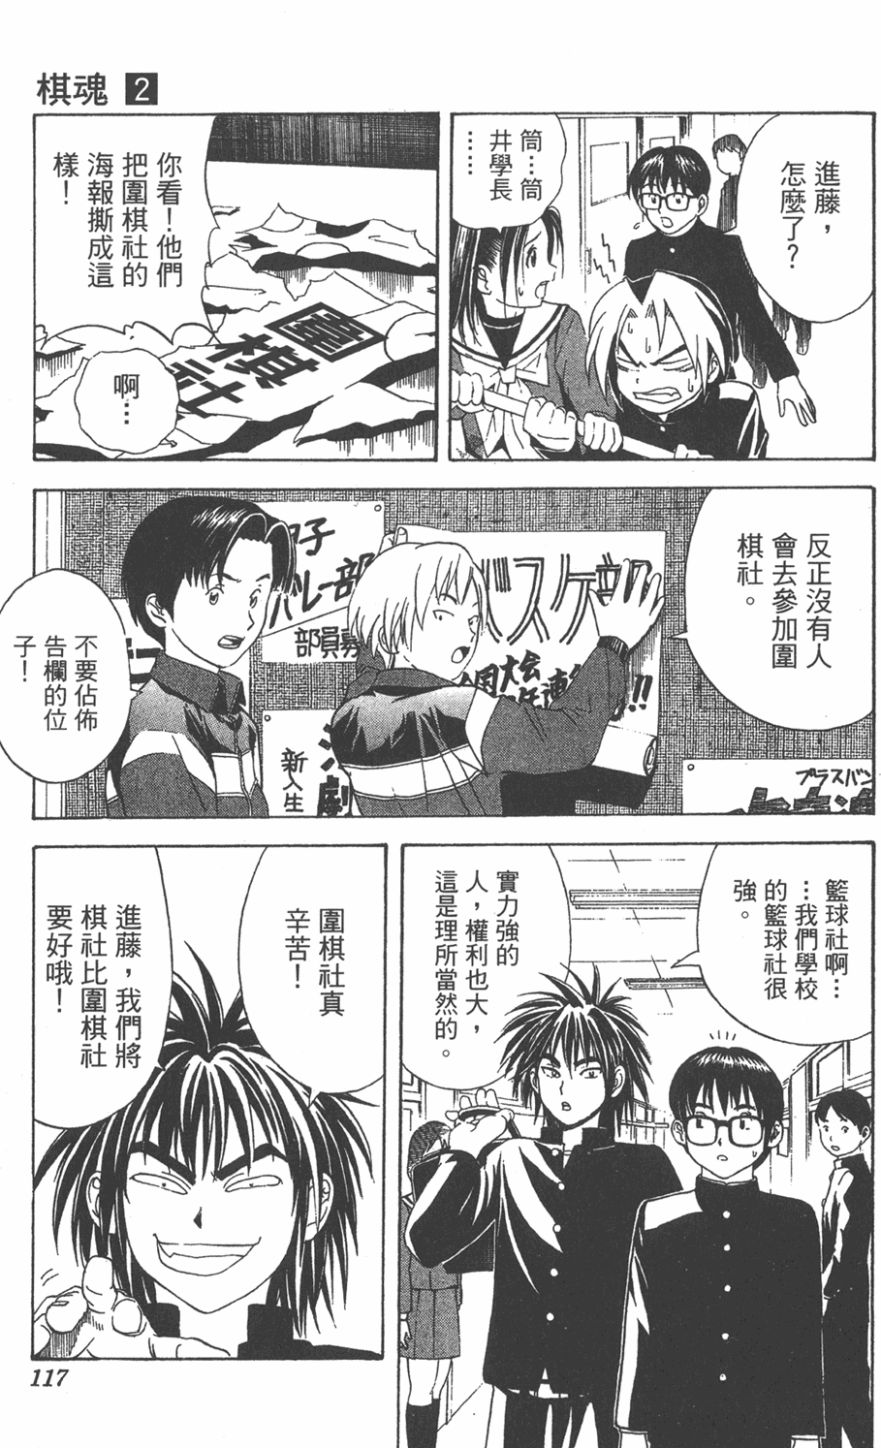 棋魂 2
進藤，
怎麼了?
筒…筒
井學長
……
你看!他們
把圍棋社的
海報撕成這
樣!
圍棋社
啊…
反正沒有人
會去參加圍
棋社。
不要佔佈
告欄的位
子!
子
バレー部
部員募
バスケ部
大会
!!
新入生
劇
ブラスバン
籃球社啊…
…我們學校
的籃球社很
強。
實力強的
人，權利也大，
這是理所當然的。
圍棋社真
辛苦!
進藤，我們將
棋社比圍棋社
要好哦!
117